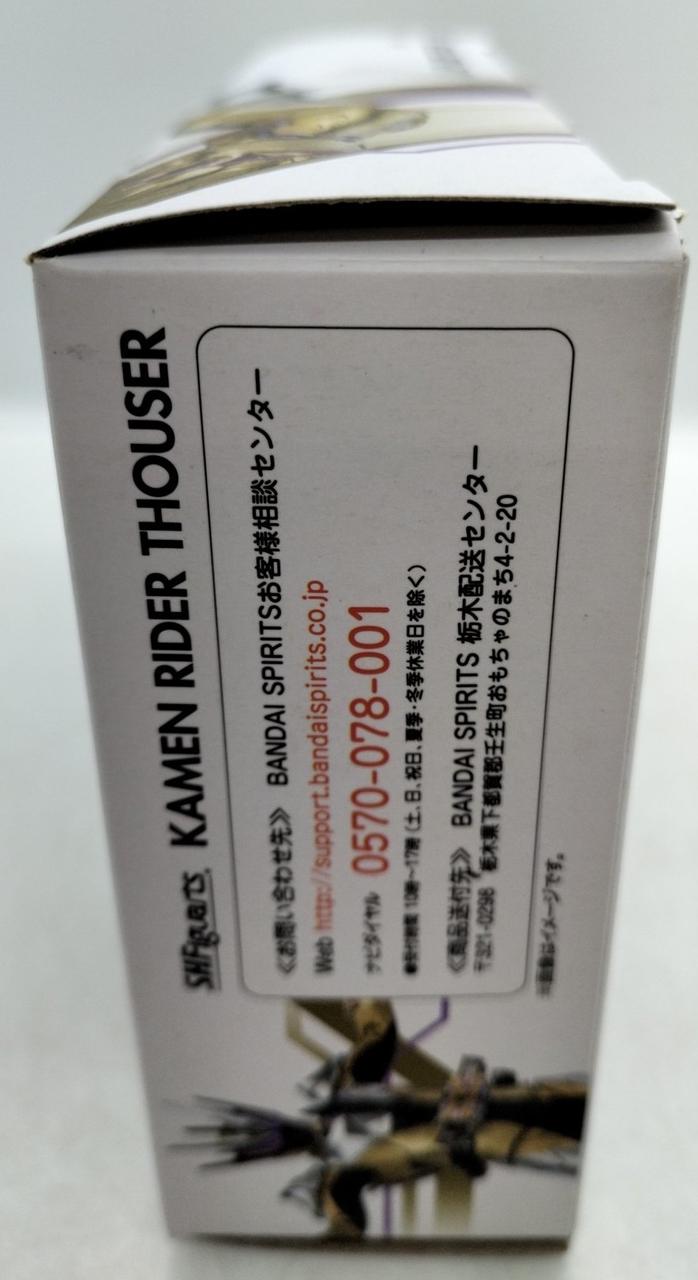 S.H.Figuarts. KAMEN RIDER THOUSER
≪お問い合わせ先≫ BANDAI SPIRITSお客様相談センター
Web http://support.bandaispirits.co.jp
ナビダイヤル 0570-078-001
●受付時間 10時〜17時(土、日、祝日、夏季・冬季休業日を除く)
≪商品送付先≫ BANDAI SPIRITS 栃木配送センター
〒321-0298 栃木県下都賀郡壬生町おもちゃのまち4-2-20
※画像はイメージです。